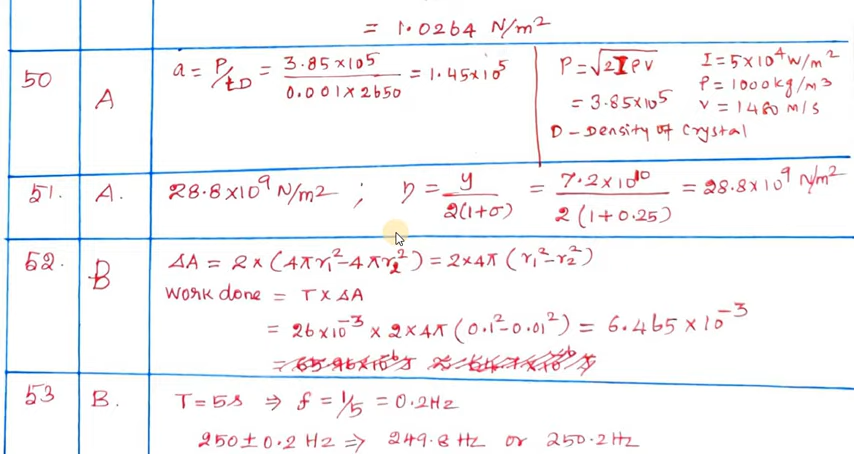 = 1.0264 N/m²
50 A a = P/tD = 3.85×10⁵ / 0.001×2650 = 1.45×10⁵
P = √2IρV I = 5×10⁴ W/m²
= 3.85×10⁵ ρ = 1000 kg/m3
V = 1480 M/S
D - Density of crystal
51. A. 28.8×10⁹ N/m2 ; η = y / 2(1+σ) = 7.2×10¹⁰ / 2(1+0.25) = 28.8×10⁹ N/m²
52. B ΔA = 2×(4πr₁²-4πr₂²) = 2×4π(r₁²-r₂²)
Work done = T×ΔA
= 26×10⁻³ × 2×4π(0.1²-0.01²) = 6.465×10⁻³
53 B. T=5s ⇒ f = 1/5 = 0.2Hz
250±0.2 Hz ⇒ 249.8 Hz or 250.2Hz